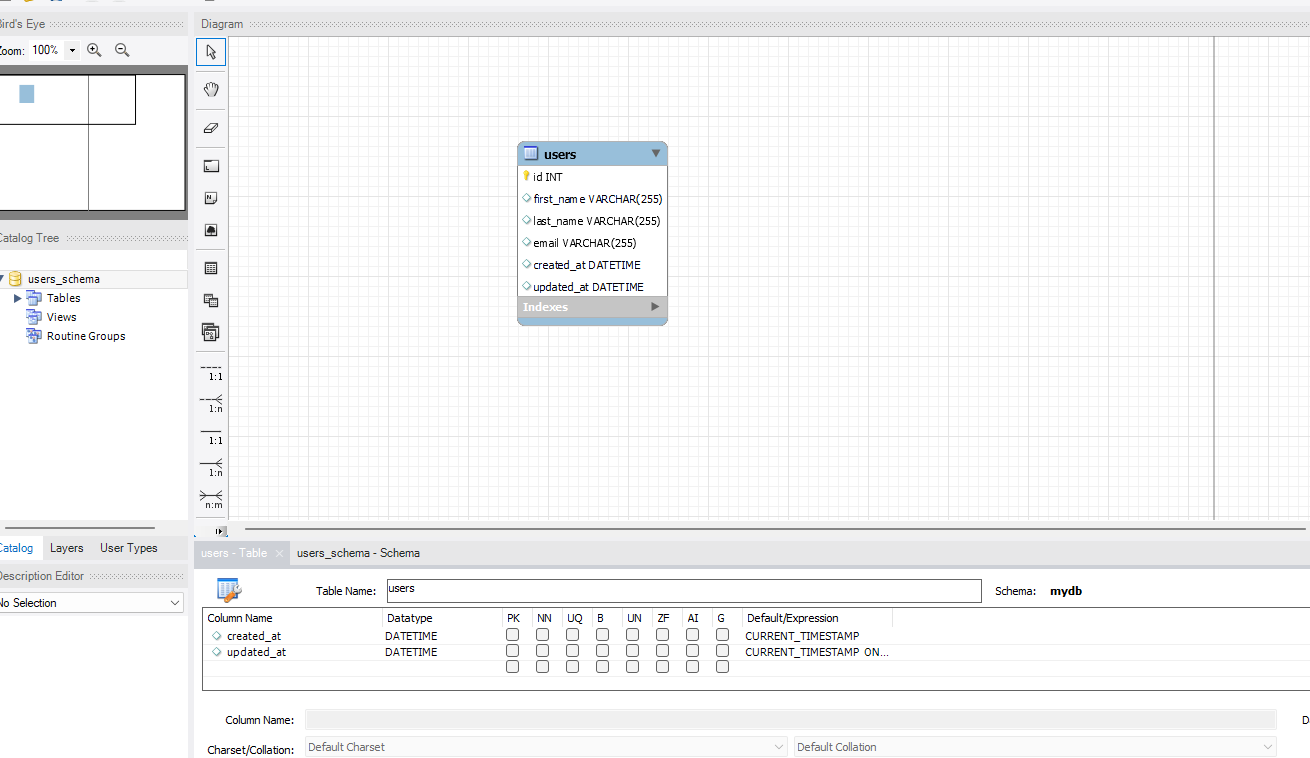 Bird's Eye
Zoom: 100%
Catalog Tree
users_schema
Tables
Views
Routine Groups
Catalog Layers User Types
Description Editor
No Selection
Diagram
1:1
1:n
1:1
1:n
n:m
users
id INT
first_name VARCHAR(255)
last_name VARCHAR(255)
email VARCHAR(255)
created_at DATETIME
updated_at DATETIME
Indexes
users - Table users_schema - Schema
Table Name: users Schema: mydb
Column Name Datatype PK NN UQ B UN ZF AI G Default/Expression
created_at DATETIME CURRENT_TIMESTAMP
updated_at DATETIME CURRENT_TIMESTAMP ON...
Column Name: D
Charset/Collation: Default Charset Default Collation